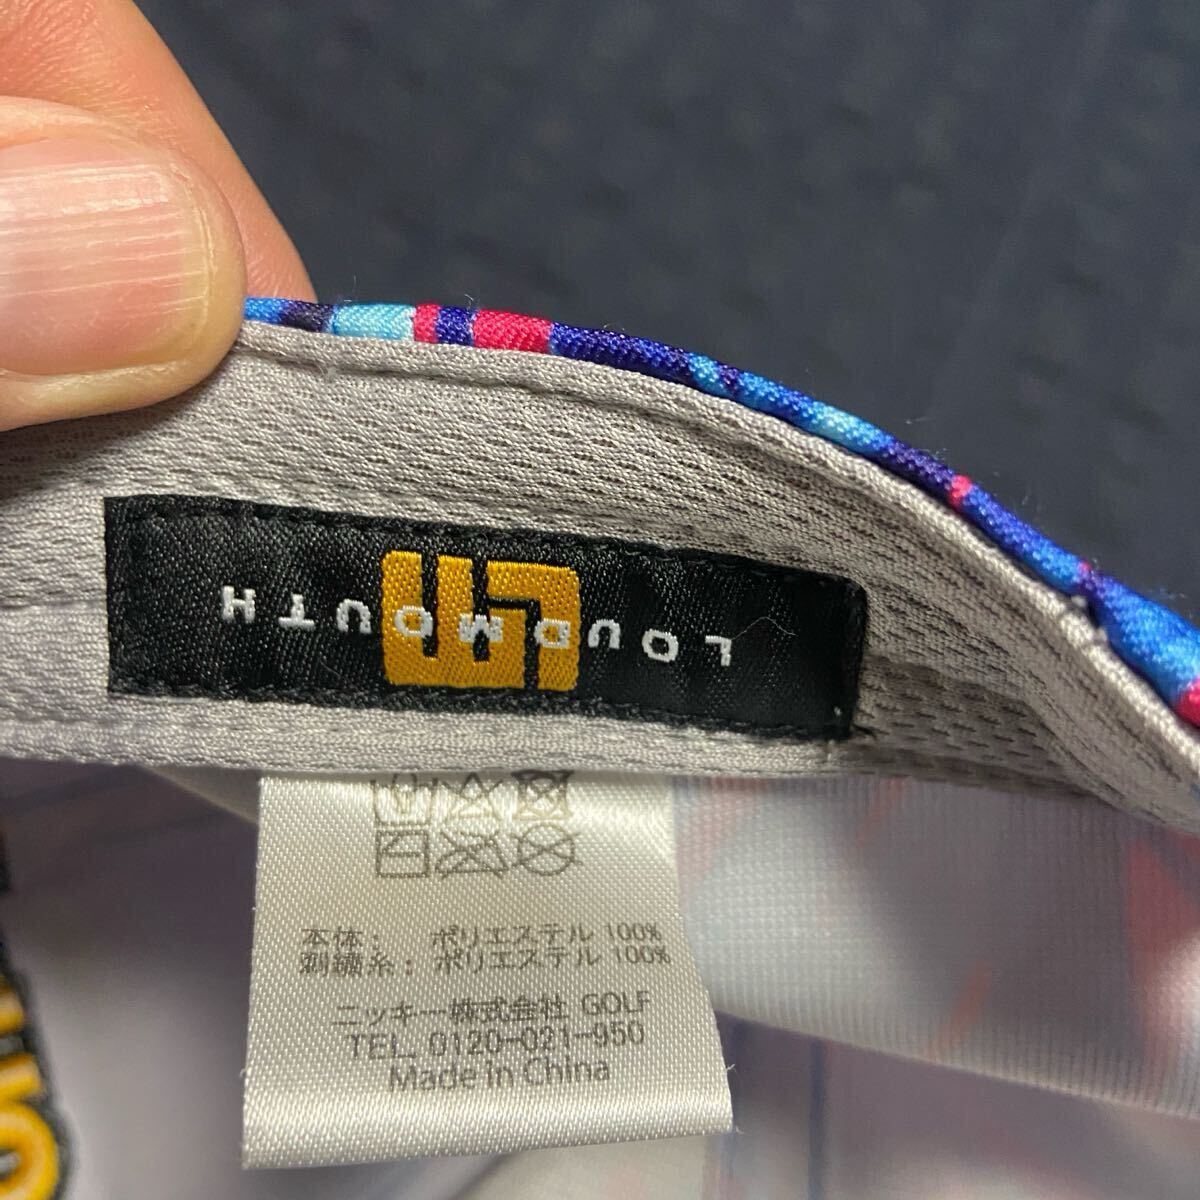 LOUDMOUTH
本体： ポリエステル 100%
刺繍糸： ポリエステル 100%
ニッキー株式会社 GOLF
TEL. 0120-021-950
Made in China